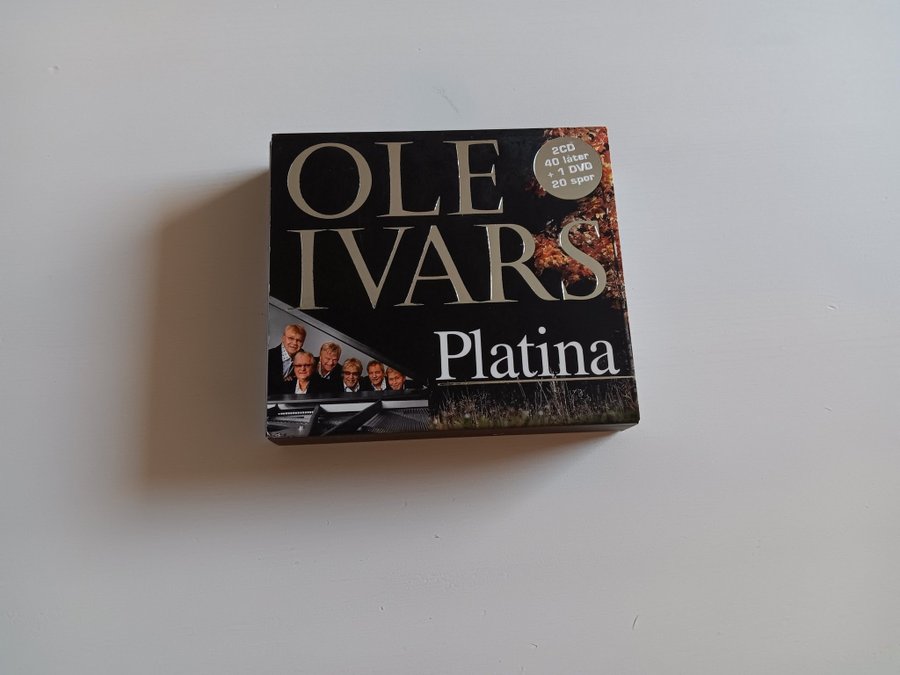 OLE
IVARS
2CD
40 låter
+ 1 DVD
20 spor
Platina